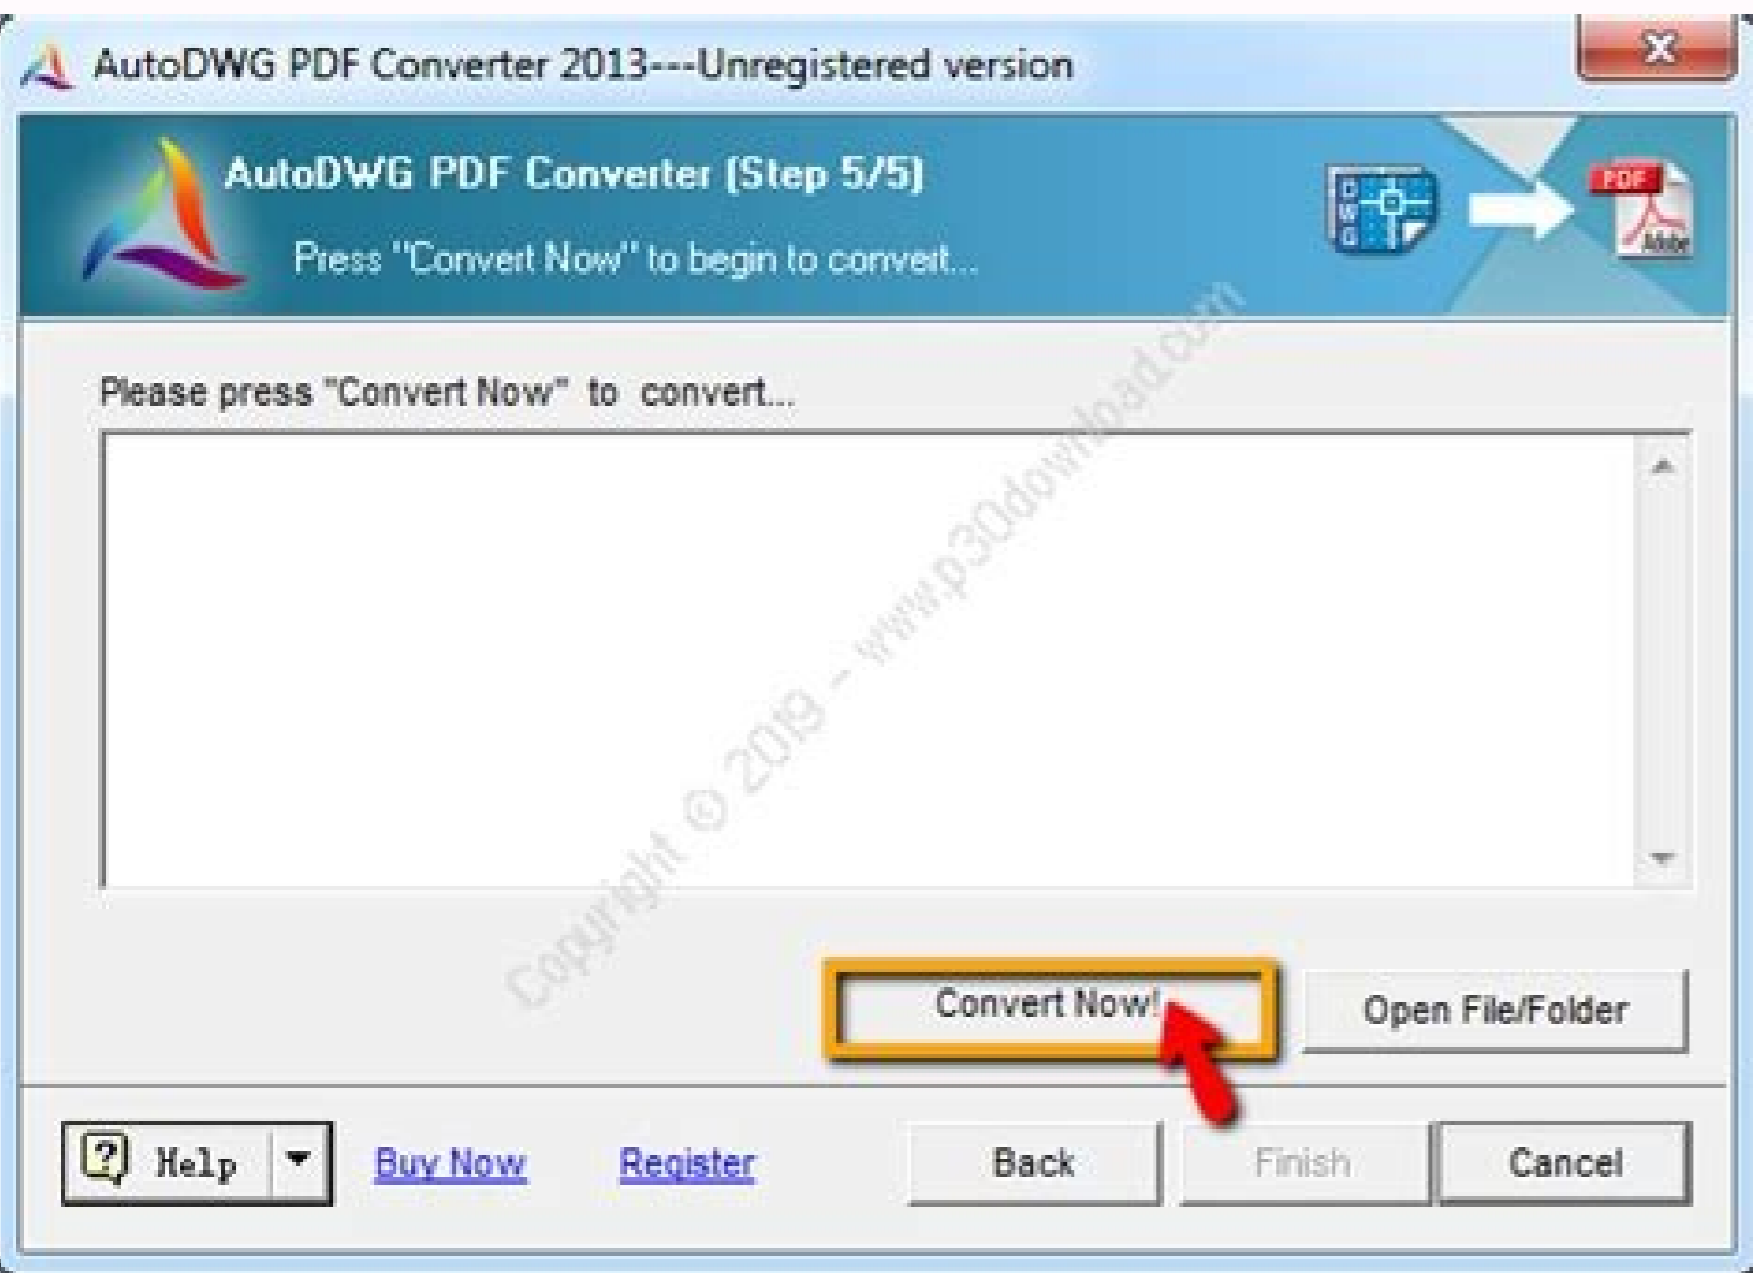 AutoDWG PDF Converter 2013---Unregistered version
AutoDWG PDF Converter (Step 5/5)
Press "Convert Now" to begin to convert...
DWG
PDF
Adobe
Please press "Convert Now" to convert...
Copyright © 2019 - www.p30download.com
Convert Now!
Open File/Folder
Help
Buy Now
Register
Back
Finish
Cancel